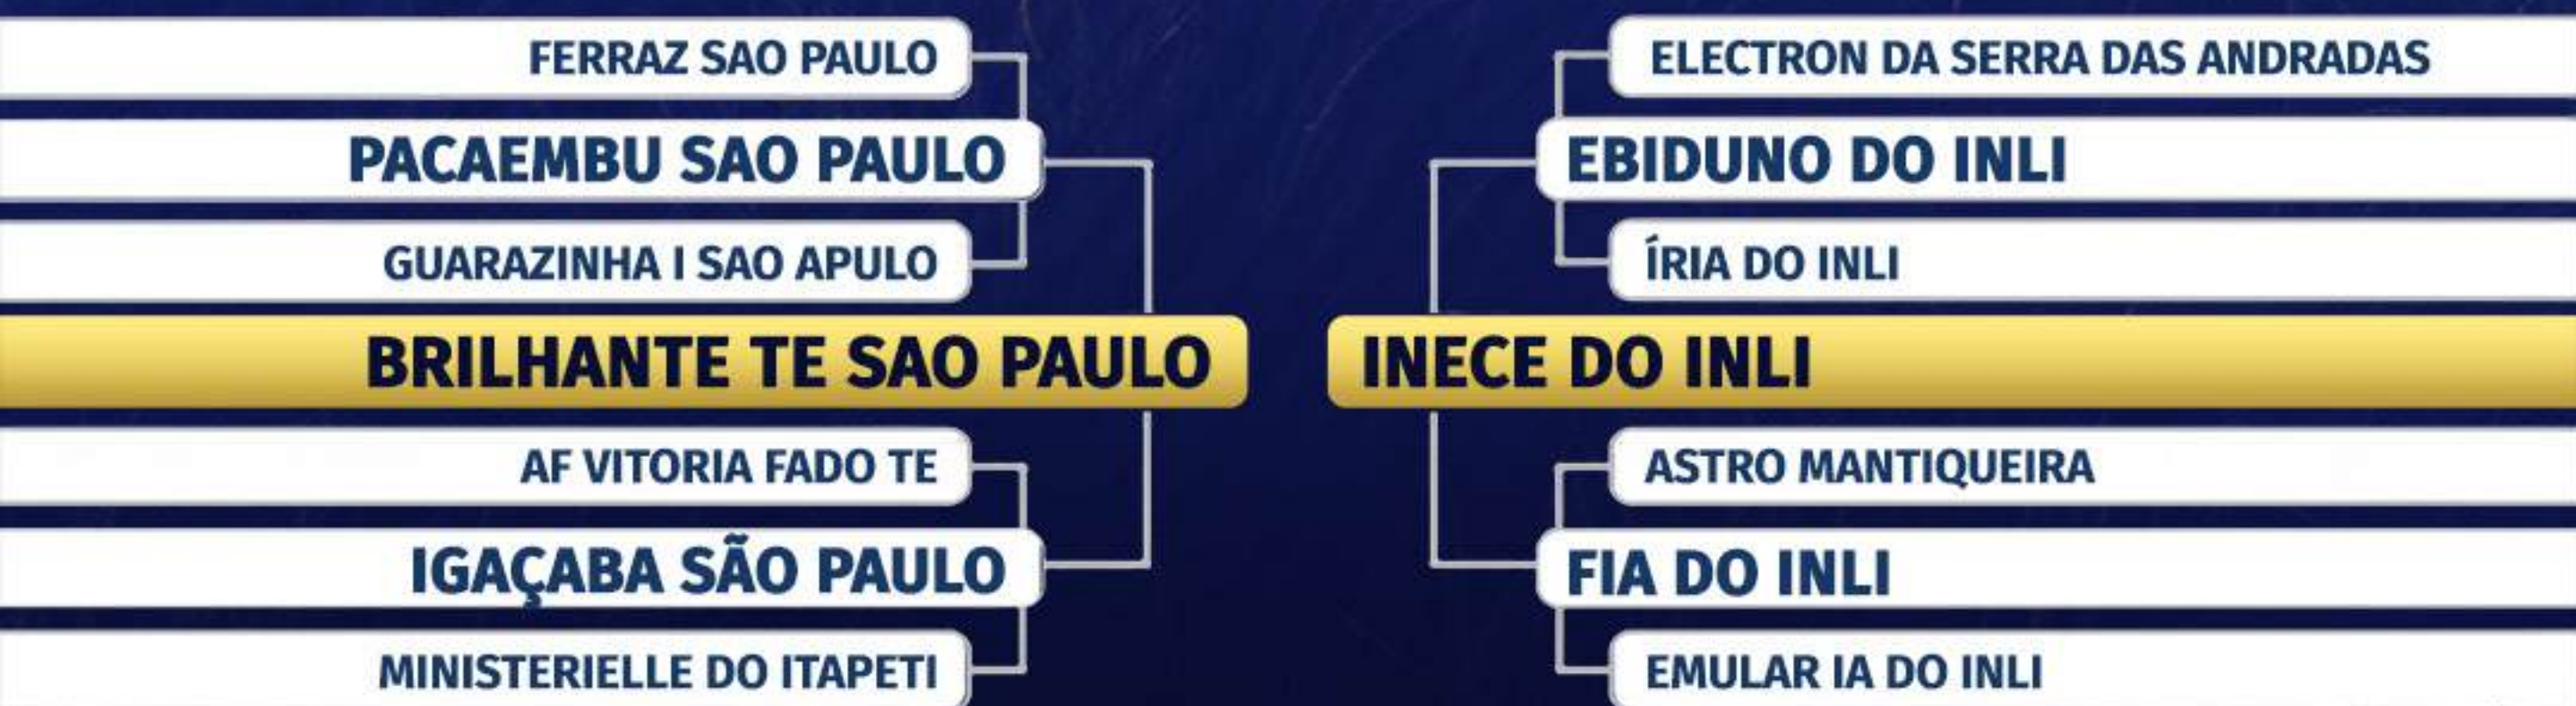 FERRAZ SAO PAULO
PACAEMBU SAO PAULO
GUARAZINHA I SAO APULO
BRILHANTE TE SAO PAULO
AF VITORIA FADO TE
IGAÇABA SÃO PAULO
MINISTERIELLE DO ITAPETI
ELECTRON DA SERRA DAS ANDRADAS
EBIDUNO DO INLI
ÍRIA DO INLI
INECE DO INLI
ASTRO MANTIQUEIRA
FIA DO INLI
EMULAR IA DO INLI